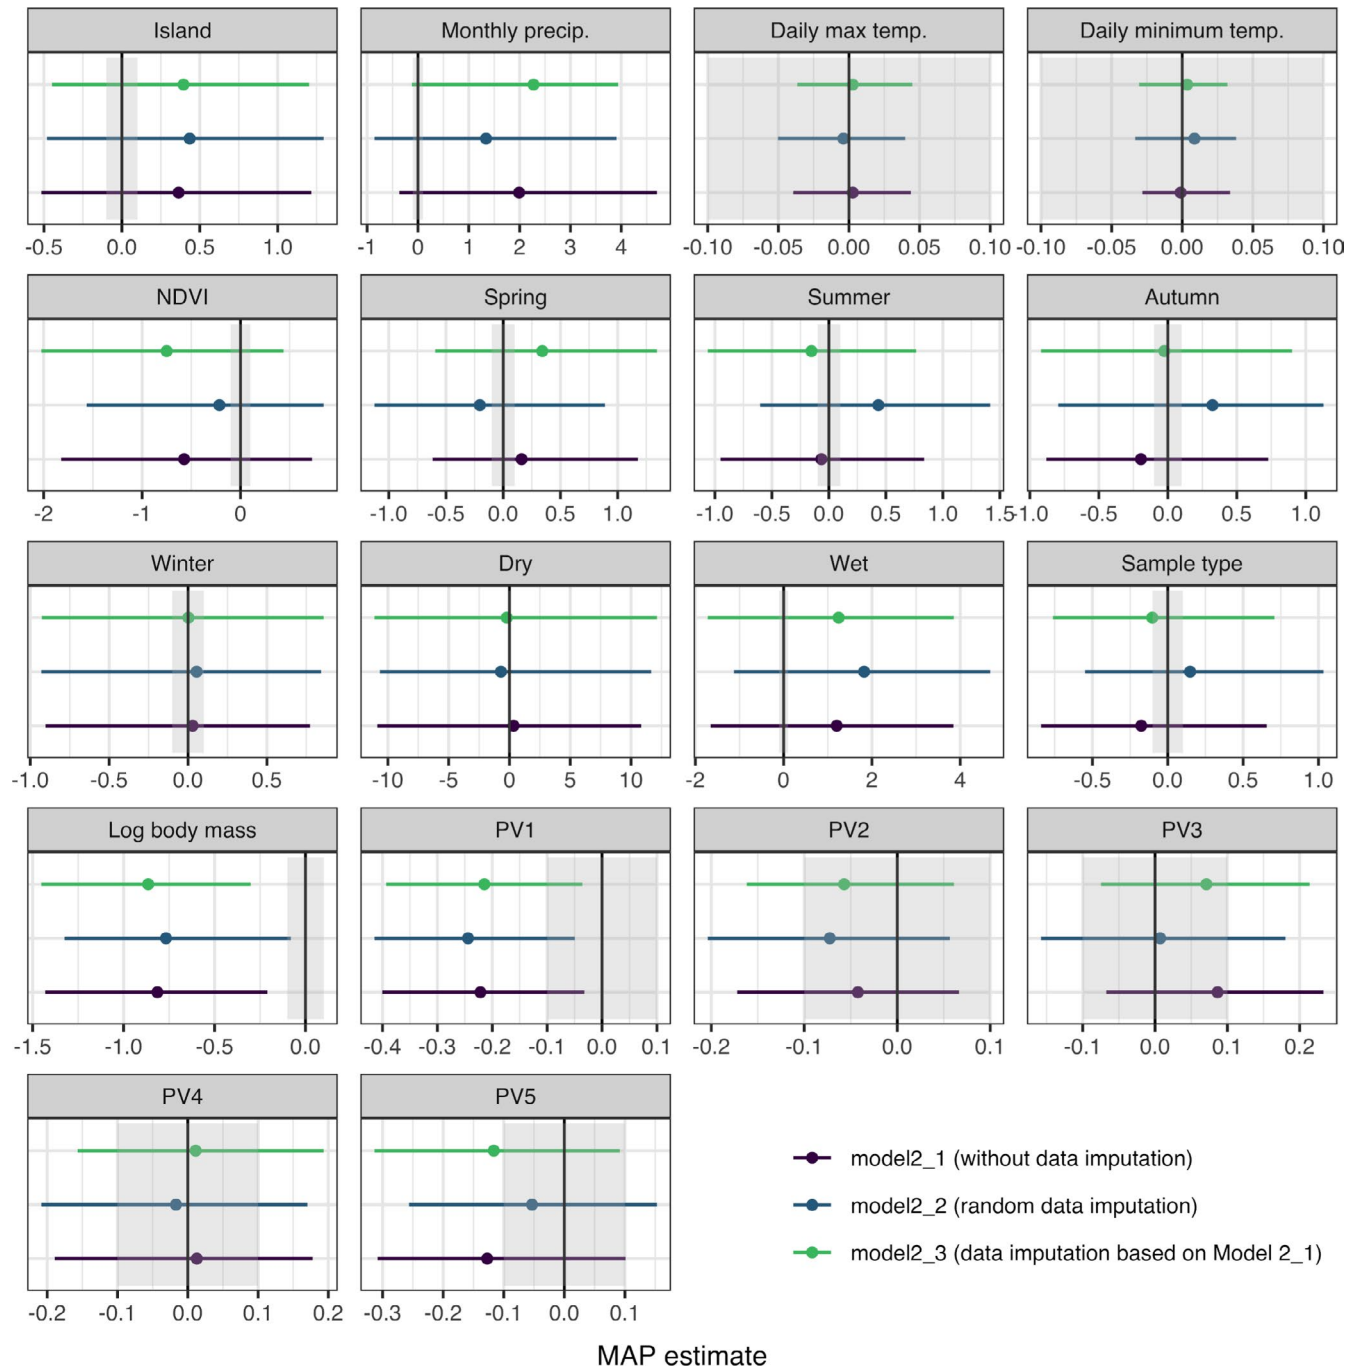 Island Monthly precip. Daily max temp. Daily minimum temp.
-0.5 0.0 0.5 1.0 -1 0 1 2 3 4 -0.10 -0.05 0.00 0.05 0.10 -0.10 -0.05 0.00 0.05 0.10
NDVI Spring Summer Autumn
-2 -1 0 -1.0 -0.5 0.0 0.5 1.0 -1.0 -0.5 0.0 0.5 1.0 1.5 -1.0 -0.5 0.0 0.5 1.0
Winter Dry Wet Sample type
-1.0 -0.5 0.0 0.5 -10 -5 0 5 10 -2 0 2 4 -0.5 0.0 0.5 1.0
Log body mass PV1 PV2 PV3
-1.5 -1.0 -0.5 0.0 -0.4 -0.3 -0.2 -0.1 0.0 0.1 -0.2 -0.1 0.0 0.1 -0.1 0.0 0.1 0.2
PV4 PV5
-0.2 -0.1 0.0 0.1 0.2 -0.3 -0.2 -0.1 0.0 0.1
model2_1 (without data imputation)
model2_2 (random data imputation)
model2_3 (data imputation based on Model 2_1)
MAP estimate